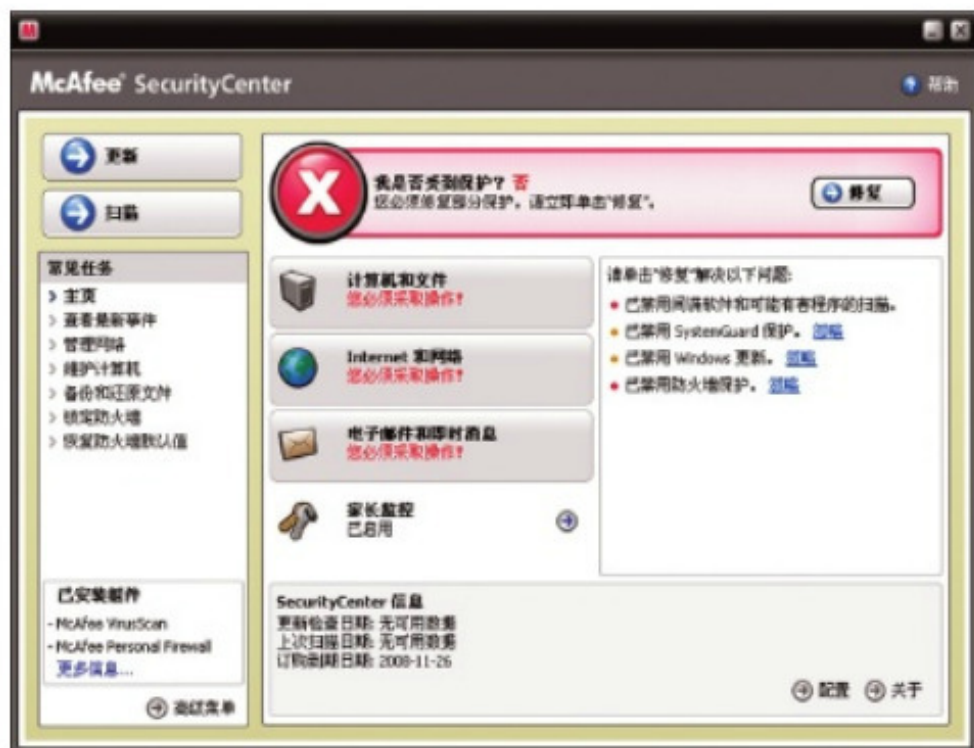 McAfee® SecurityCenter
帮助
更新
扫描
常见任务
主页
查看最新事件
管理网络
维护计算机
备份和还原文件
锁定防火墙
恢复防火墙默认值
已安装组件
- McAfee VirusScan
- McAfee Personal Firewall
更多信息...
高级菜单
我是否受到保护? 否
您必须修复部分保护。请立即单击“修复”。
修复
计算机和文件
您必须采取操作!
Internet 和网络
您必须采取操作!
电子邮件和即时消息
您必须采取操作!
家长监控
已启用
请单击“修复”解决以下问题:
已禁用间谍软件和可能有害程序的扫描。
已禁用 SystemGuard 保护。 忽略
已禁用 Windows 更新。 忽略
已禁用防火墙保护。 忽略
SecurityCenter 信息
更新检查日期: 无可用数据
上次扫描日期: 无可用数据
订购到期日期: 2008-11-26
配置 关于